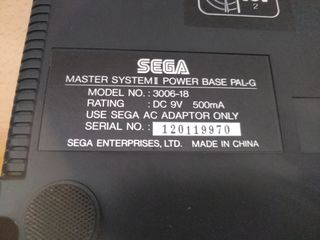 2
SEGA
MASTER SYSTEM II POWER BASE PAL-G
MODEL NO. : 3006-18
RATING : DC 9V 500mA
USE SEGA AC ADAPTOR ONLY
SERIAL NO. : 120119970
SEGA ENTERPRISES, LTD. MADE IN CHINA